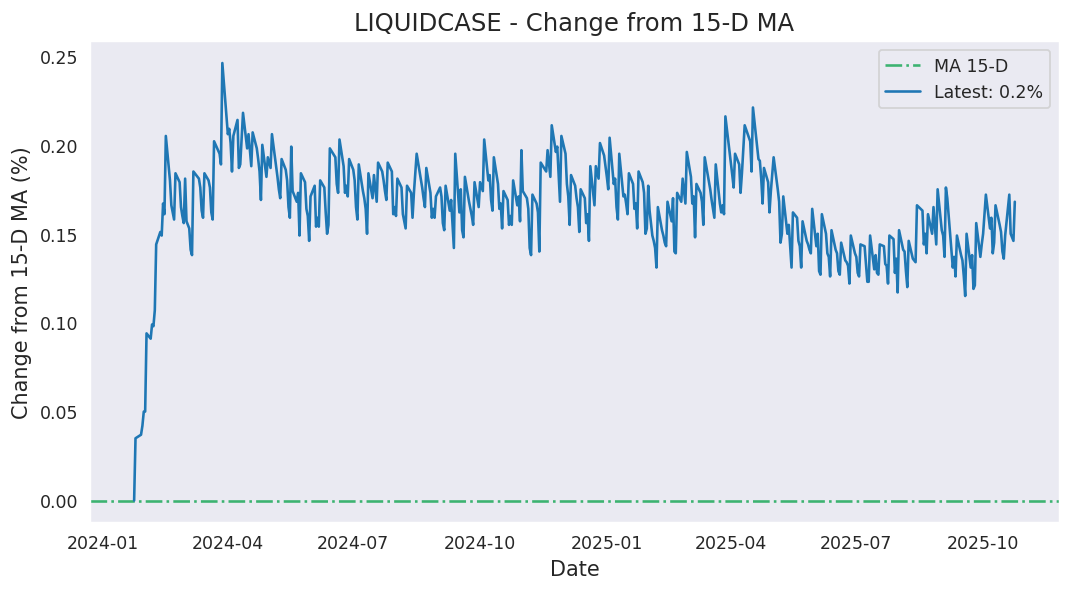 LIQUIDCASE - Change from 15-D MA
MA 15-D
Latest: 0.2%
Change from 15-D MA (%)
0.25
0.20
0.15
0.10
0.05
0.00
2024-01
2024-04
2024-07
2024-10
2025-01
2025-04
2025-07
2025-10
Date